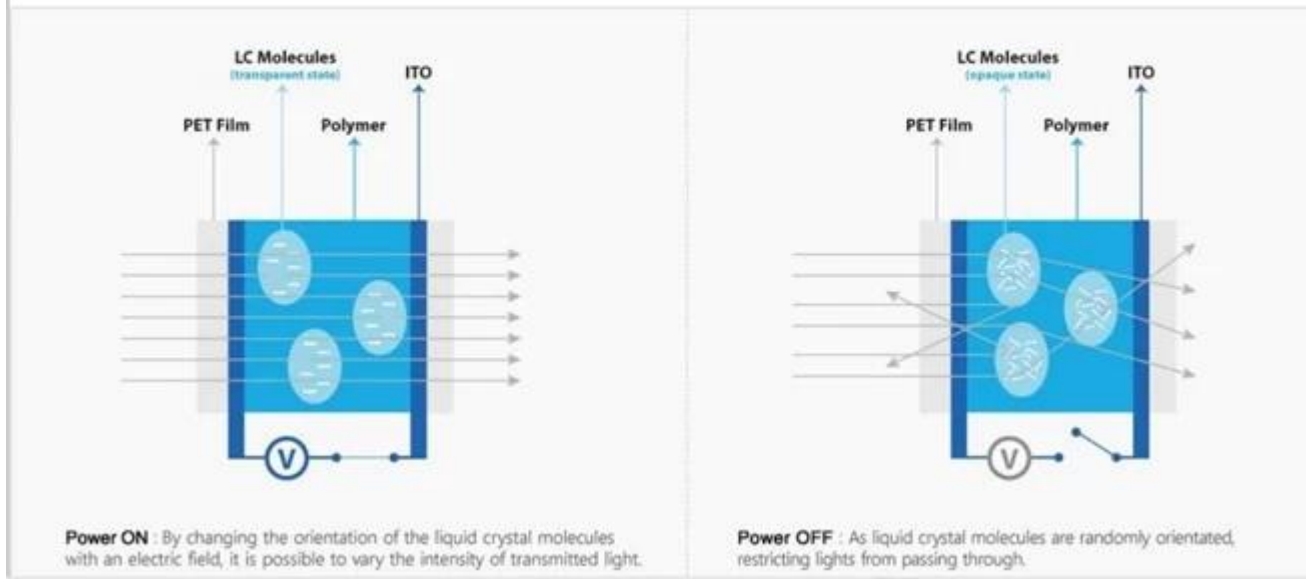 LC Molecules
(transparent state)
ITO
PET Film
Polymer
V
Power ON : By changing the orientation of the liquid crystal molecules
with an electric field, it is possible to vary the intensity of transmitted light.
LC Molecules
(opaque state)
ITO
PET Film
Polymer
V
Power OFF : As liquid crystal molecules are randomly orientated,
restricting lights from passing through.